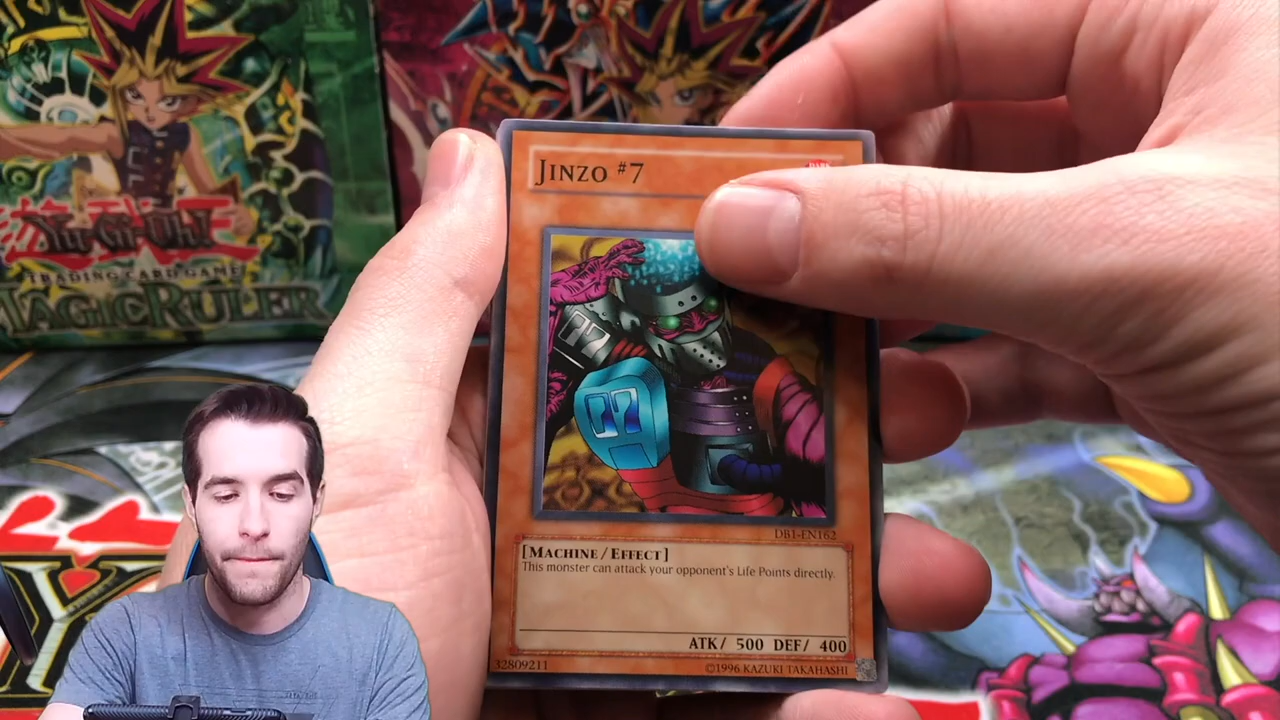 Yu-Gi-Oh!
TRADING CARD GAME
MAGIC RULER
JINZO #7
DB1-EN162
[MACHINE/EFFECT]
This monster can attack your opponent's Life Points directly.
ATK/ 500 DEF/ 400
32809211
©1996 KAZUKI TAKAHASHI